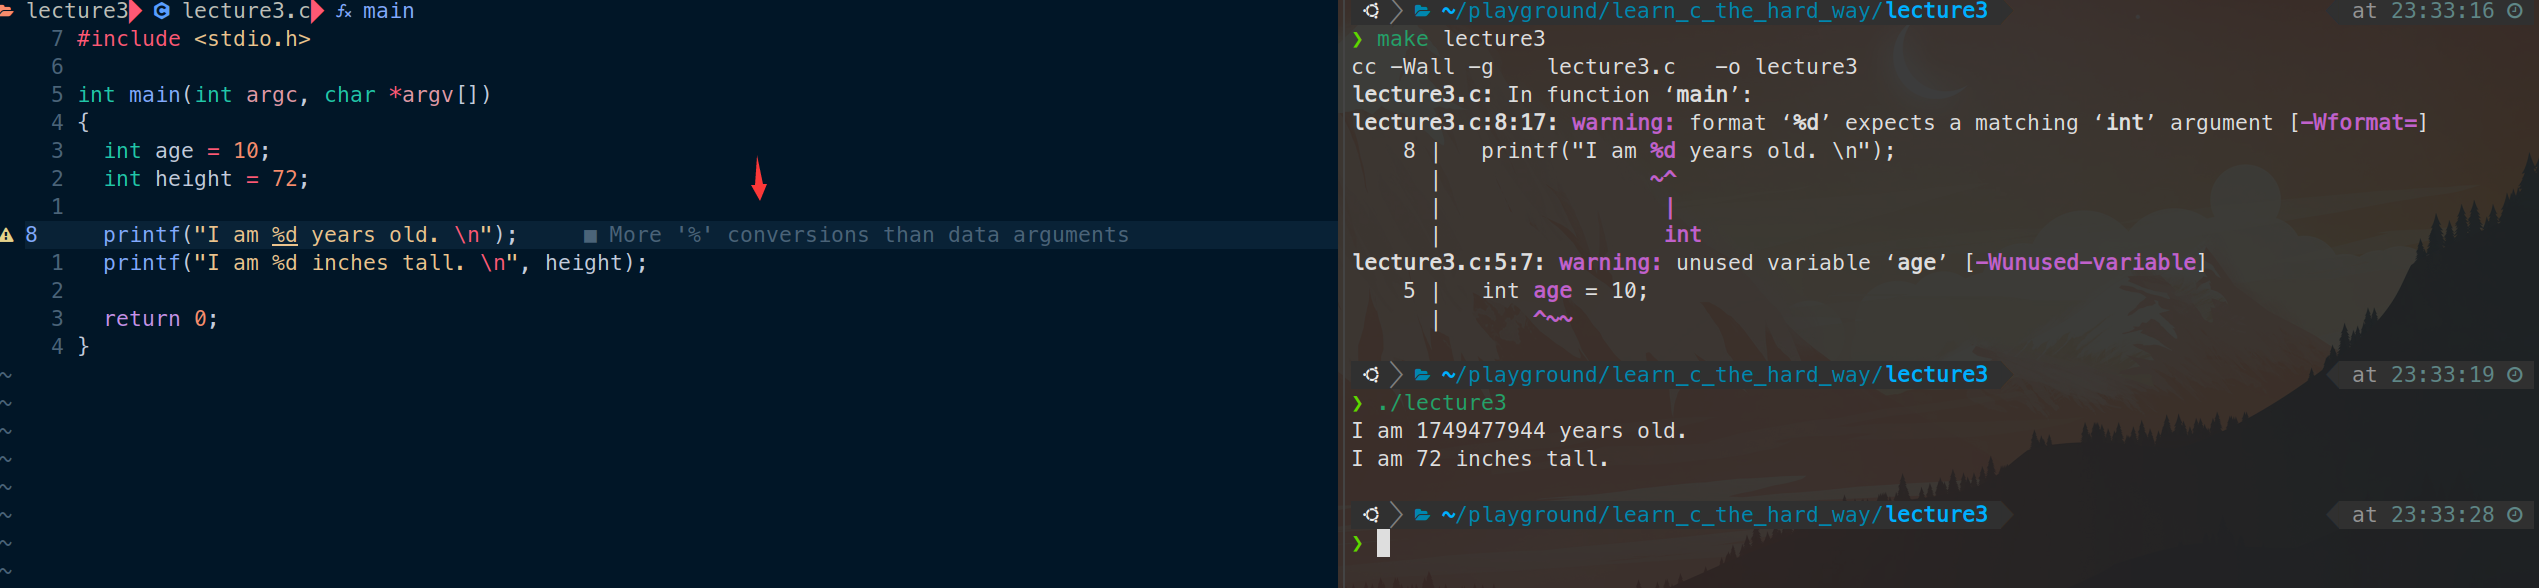 lecture3 lecture3.c main
7 #include <stdio.h>
6
5 int main(int argc, char *argv[])
4 {
3   int age = 10;
2   int height = 72;
1
8   printf("I am %d years old. \n");     ■ More '%' conversions than data arguments
1   printf("I am %d inches tall. \n", height);
2
3   return 0;
4 }
~
~
~
~
~
~
~
~
~/playground/learn_c_the_hard_way/lecture3 at 23:33:16
❯ make lecture3
cc -Wall -g    lecture3.c   -o lecture3
lecture3.c: In function ‘main’:
lecture3.c:8:17: warning: format ‘%d’ expects a matching ‘int’ argument [-Wformat=]
    8 |   printf("I am %d years old. \n");
      |                ~^
      |                 |
      |                 int
lecture3.c:5:7: warning: unused variable ‘age’ [-Wunused-variable]
    5 |   int age = 10;
      |       ^~~
~/playground/learn_c_the_hard_way/lecture3 at 23:33:19
❯ ./lecture3
I am 1749477944 years old.
I am 72 inches tall.
~/playground/learn_c_the_hard_way/lecture3 at 23:33:28
❯